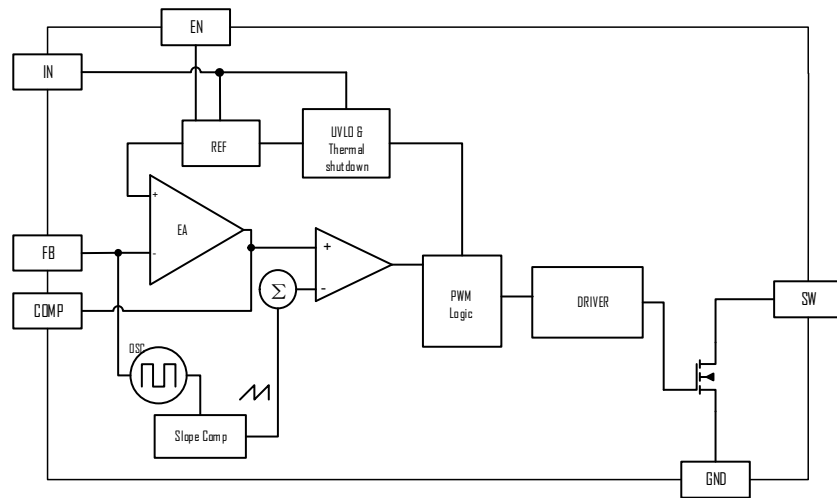 EN
IN
REF
UVLO &
Thermal
shutdown
+
EA
-
FB
COMP
+
-
Σ
PWM
Logic
DRIVER
SW
OSC
Slope Comp
GND